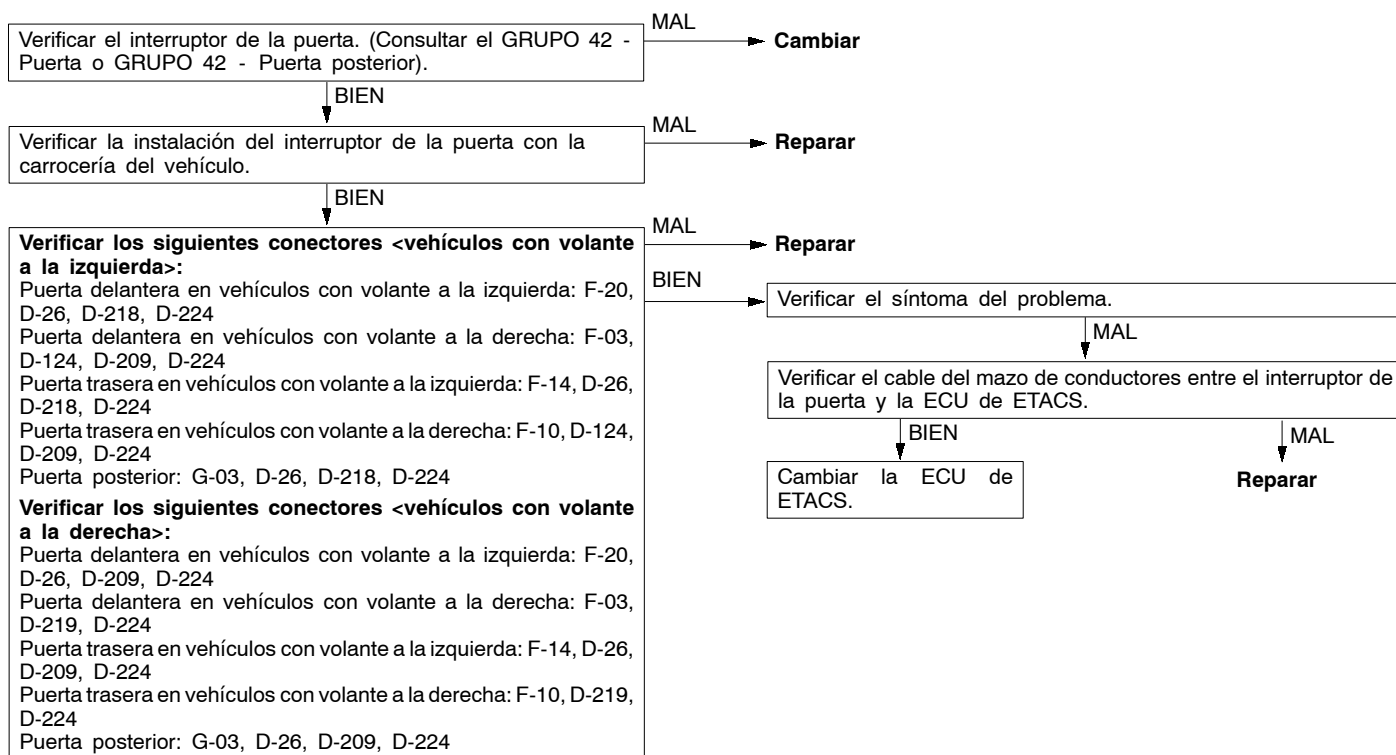 Verificar el interruptor de la puerta. (Consultar el GRUPO 42 -
Puerta o GRUPO 42 - Puerta posterior).
MAL
Cambiar
BIEN
Verificar la instalación del interruptor de la puerta con la
carrocería del vehículo.
MAL
Reparar
BIEN
Verificar los siguientes conectores <vehículos con volante
a la izquierda>:
Puerta delantera en vehículos con volante a la izquierda: F-20,
D-26, D-218, D-224
Puerta delantera en vehículos con volante a la derecha: F-03,
D-124, D-209, D-224
Puerta trasera en vehículos con volante a la izquierda: F-14, D-26,
D-218, D-224
Puerta trasera en vehículos con volante a la derecha: F-10, D-124,
D-209, D-224
Puerta posterior: G-03, D-26, D-218, D-224
Verificar los siguientes conectores <vehículos con volante
a la derecha>:
Puerta delantera en vehículos con volante a la izquierda: F-20,
D-26, D-209, D-224
Puerta delantera en vehículos con volante a la derecha: F-03,
D-219, D-224
Puerta trasera en vehículos con volante a la izquierda: F-14, D-26,
D-209, D-224
Puerta trasera en vehículos con volante a la derecha: F-10, D-219,
D-224
Puerta posterior: G-03, D-26, D-209, D-224
MAL
Reparar
BIEN
Verificar el síntoma del problema.
MAL
Verificar el cable del mazo de conductores entre el interruptor de
la puerta y la ECU de ETACS.
BIEN
MAL
Cambiar la ECU de
ETACS.
Reparar